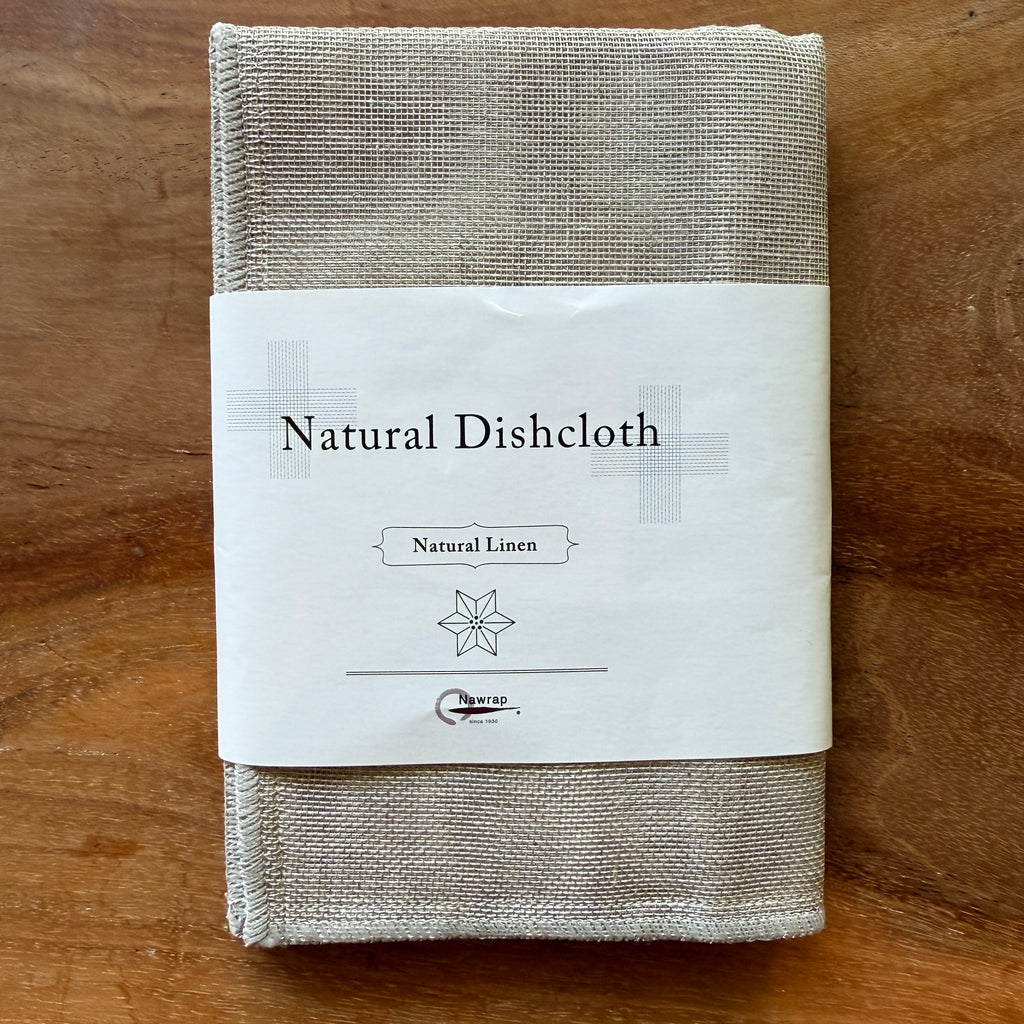 Natural Dishcloth
Natural Linen
Nawrap
since 1930